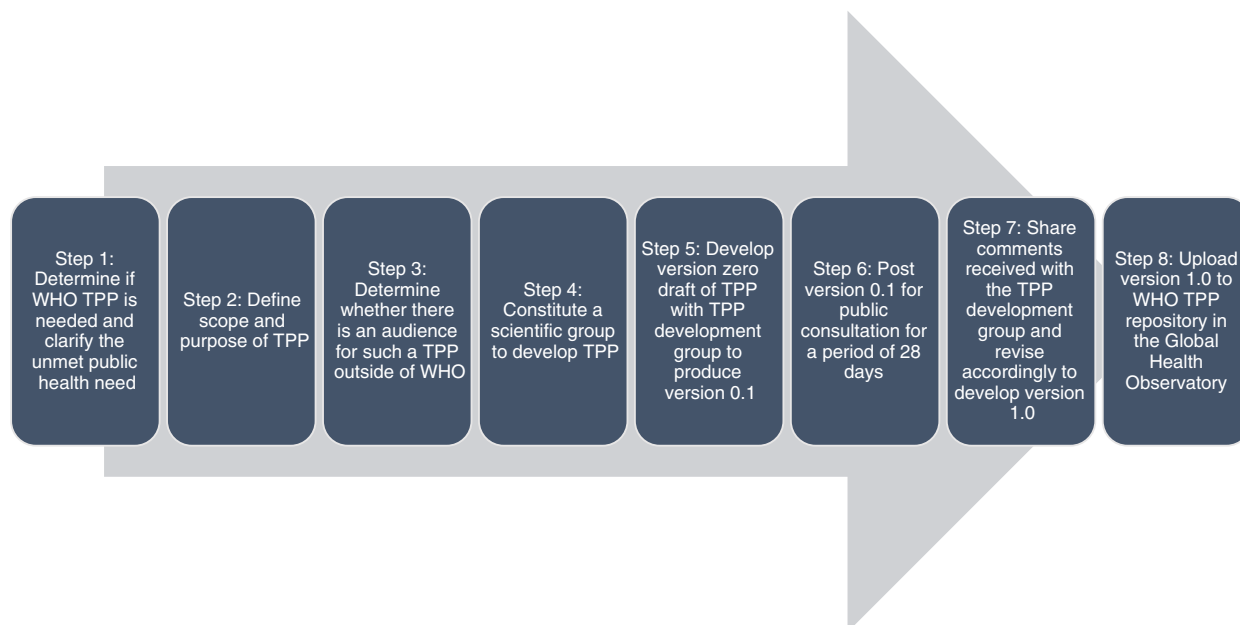 Step 1:
Determine if
WHO TPP is
needed and
clarify the
unmet public
health need
Step 2: Define
scope and
purpose of TPP
Step 3:
Determine
whether there
is an audience
for such a TPP
outside of WHO
Step 4:
Constitute a
scientific group
to develop TPP
Step 5: Develop
version zero
draft of TPP
with TPP
development
group to
produce
version 0.1
Step 6: Post
version 0.1 for
public
consultation for
a period of 28
days
Step 7: Share
comments
received with
the TPP
development
group and
revise
accordingly to
develop version
1.0
Step 8: Upload
version 1.0 to
WHO TPP
repository in
the Global
Health
Observatory